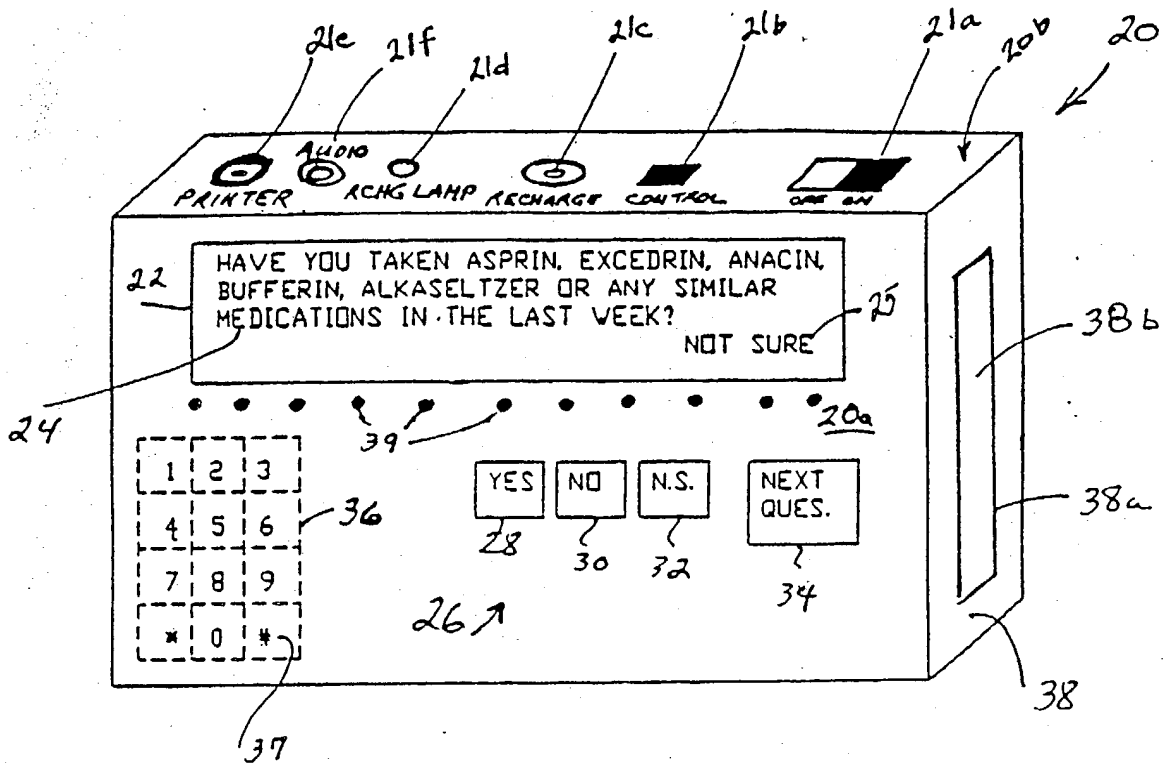 21e 21f 21d 21c 21b 21a 20b 20
AUDIO
PRINTER RCHG LAMP RECHARGE CONTROL OFF ON
22
HAVE YOU TAKEN ASPRIN, EXCEDRIN, ANACIN,
BUFFERIN, ALKASELTZER OR ANY SIMILAR
MEDICATIONS IN THE LAST WEEK?
NOT SURE
25
38b
24
39
20a
1 2 3
4 5 6
7 8 9
* 0 #
36
YES NO N.S. NEXT
QUES.
28 30 32 34
38a
26
38
37